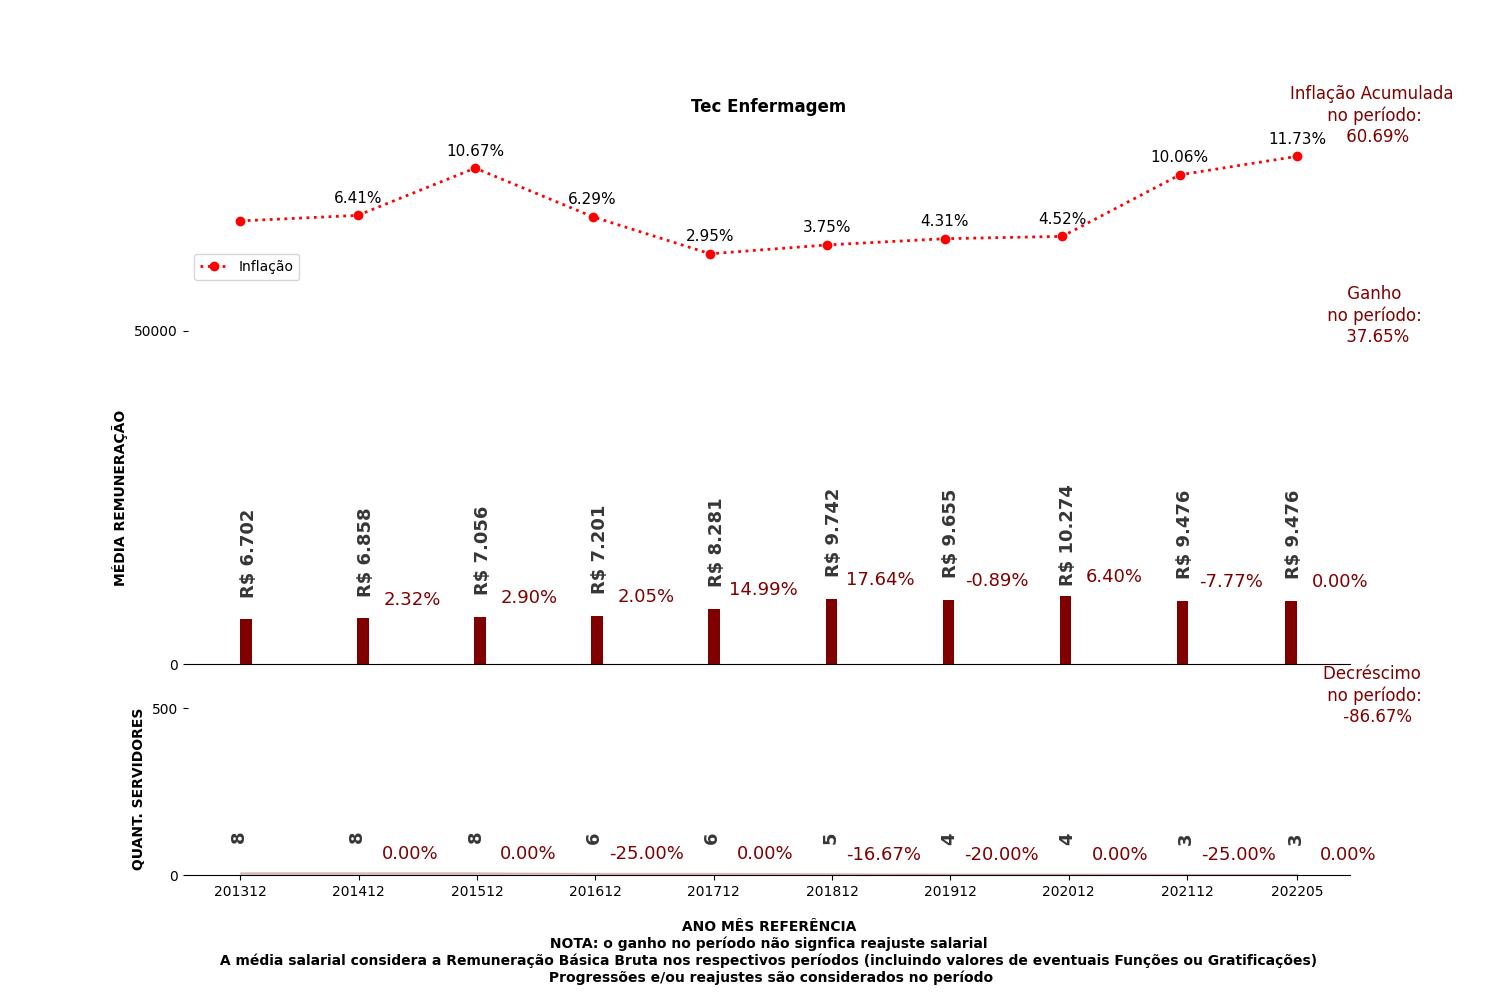 Tec Enfermagem
Inflação Acumulada
no período:
60.69%
6.41%
10.67%
6.29%
2.95%
3.75%
4.31%
4.52%
10.06%
11.73%
Inflação
Ganho
no período:
37.65%
50000
0
MÉDIA REMUNERAÇÃO
R$ 6.702
R$ 6.858
R$ 7.056
R$ 7.201
R$ 8.281
R$ 9.742
R$ 9.655
R$ 10.274
R$ 9.476
R$ 9.476
2.32%
2.90%
2.05%
14.99%
17.64%
-0.89%
6.40%
-7.77%
0.00%
Decréscimo
no período:
-86.67%
500
0
QUANT. SERVIDORES
8
8
8
6
6
5
4
4
3
3
0.00%
0.00%
-25.00%
0.00%
-16.67%
-20.00%
0.00%
-25.00%
0.00%
201312
201412
201512
201612
201712
201812
201912
202012
202112
202205
ANO MÊS REFERÊNCIA
NOTA: o ganho no período não signfica reajuste salarial
A média salarial considera a Remuneração Básica Bruta nos respectivos períodos (incluindo valores de eventuais Funções ou Gratificações)
Progressões e/ou reajustes são considerados no período